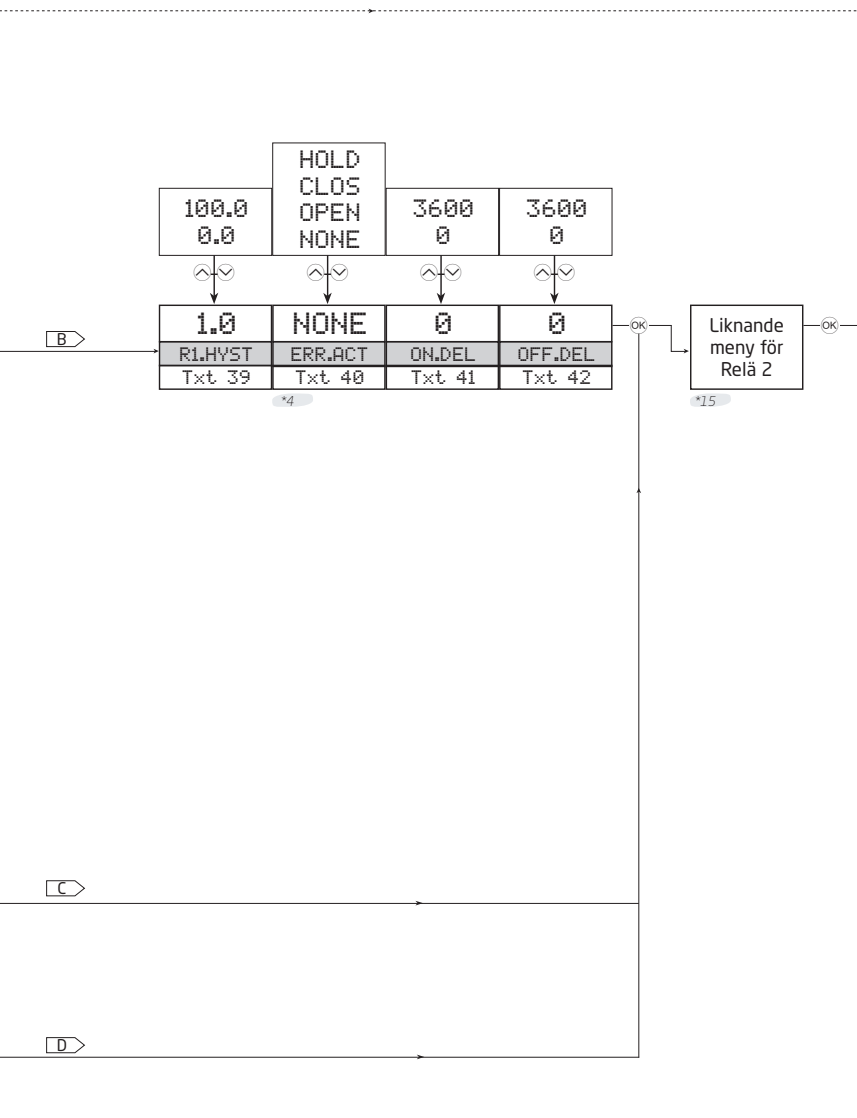 HOLD
CLOS
OPEN
NONE
100.0
0.0
3600
0
3600
0
B
1.0
NONE
0
0
OK
Liknande
meny för
Relä 2
OK
R1.HYST
ERR.ACT
ON.DEL
OFF.DEL
Txt 39
Txt 40
Txt 41
Txt 42
*4
*15
C
D